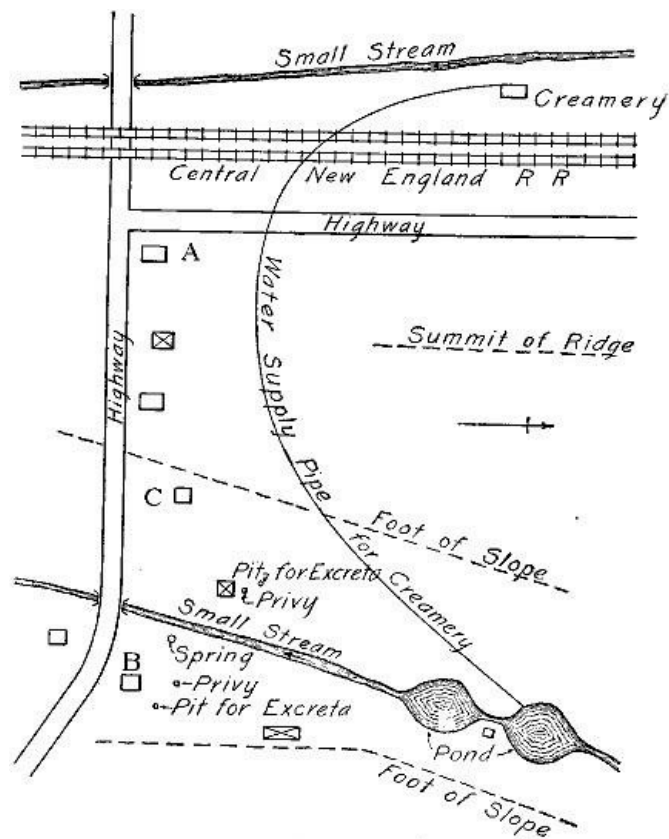 Small Stream
Creamery
Central New England R R
Highway
A
Water Supply Pipe for Creamery
Summit of Ridge
Highway
C
Foot of Slope
Pit for Excreta
Privy
Small Stream
Spring
B
Privy
Pit for Excreta
Pond
Foot of Slope